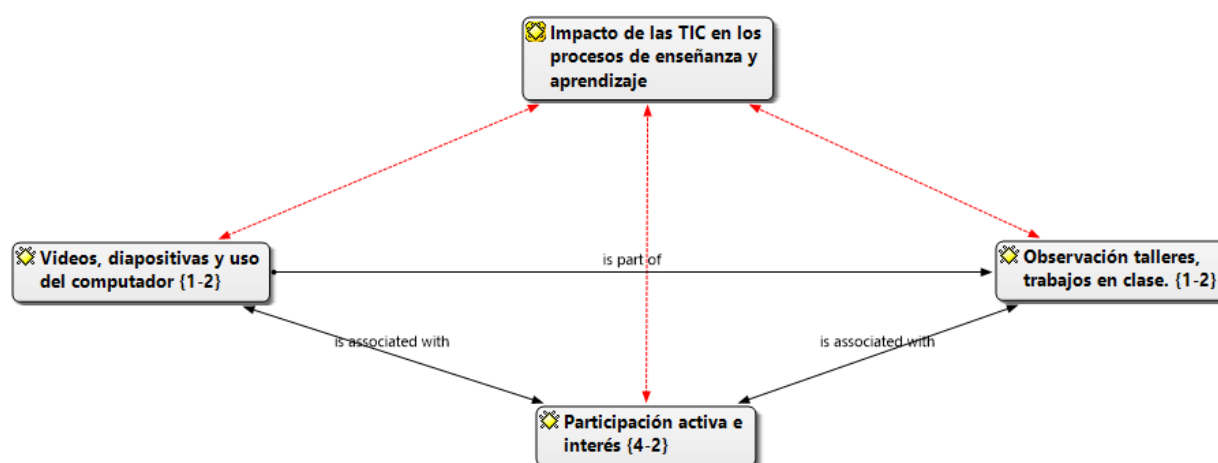 Impacto de las TIC en los
procesos de enseñanza y
aprendizaje
Videos, diapositivas y uso
del computador {1-2}
is part of
Observación talleres,
trabajos en clase. {1-2}
is associated with
is associated with
Participación activa e
interés {4-2}